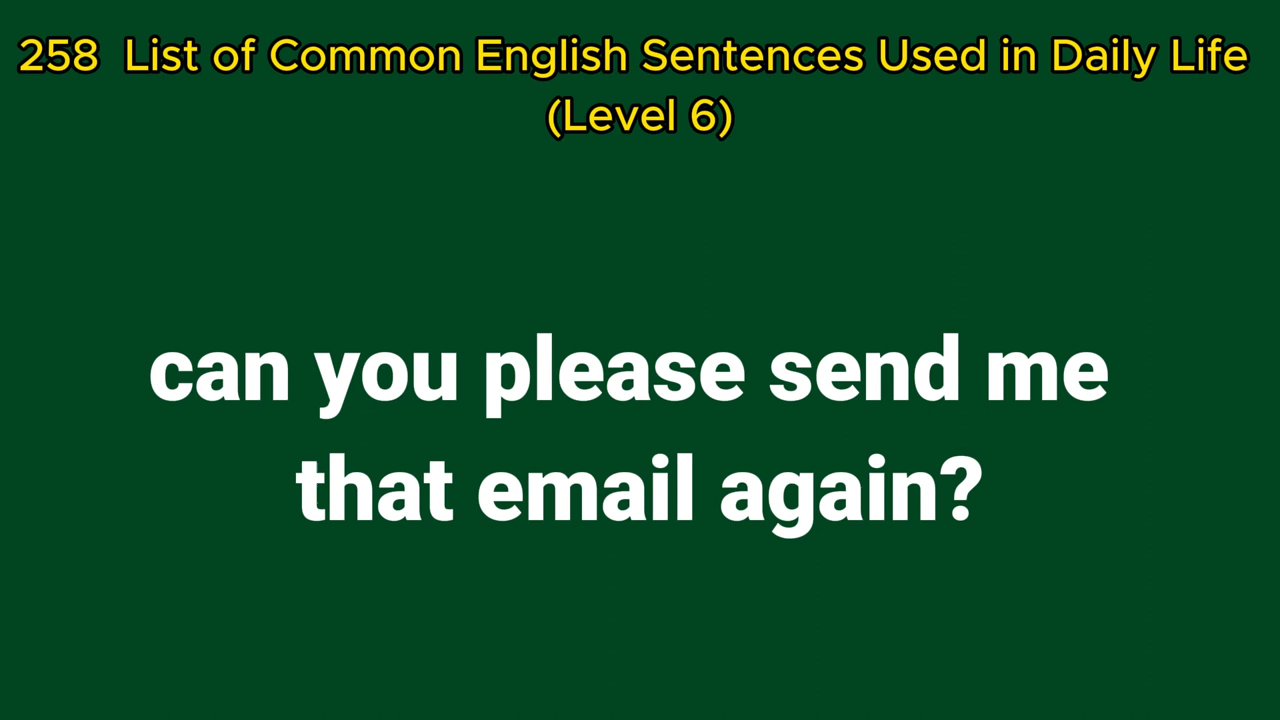 258 List of Common English Sentences Used in Daily Life
(Level 6)
can you please send me
that email again?